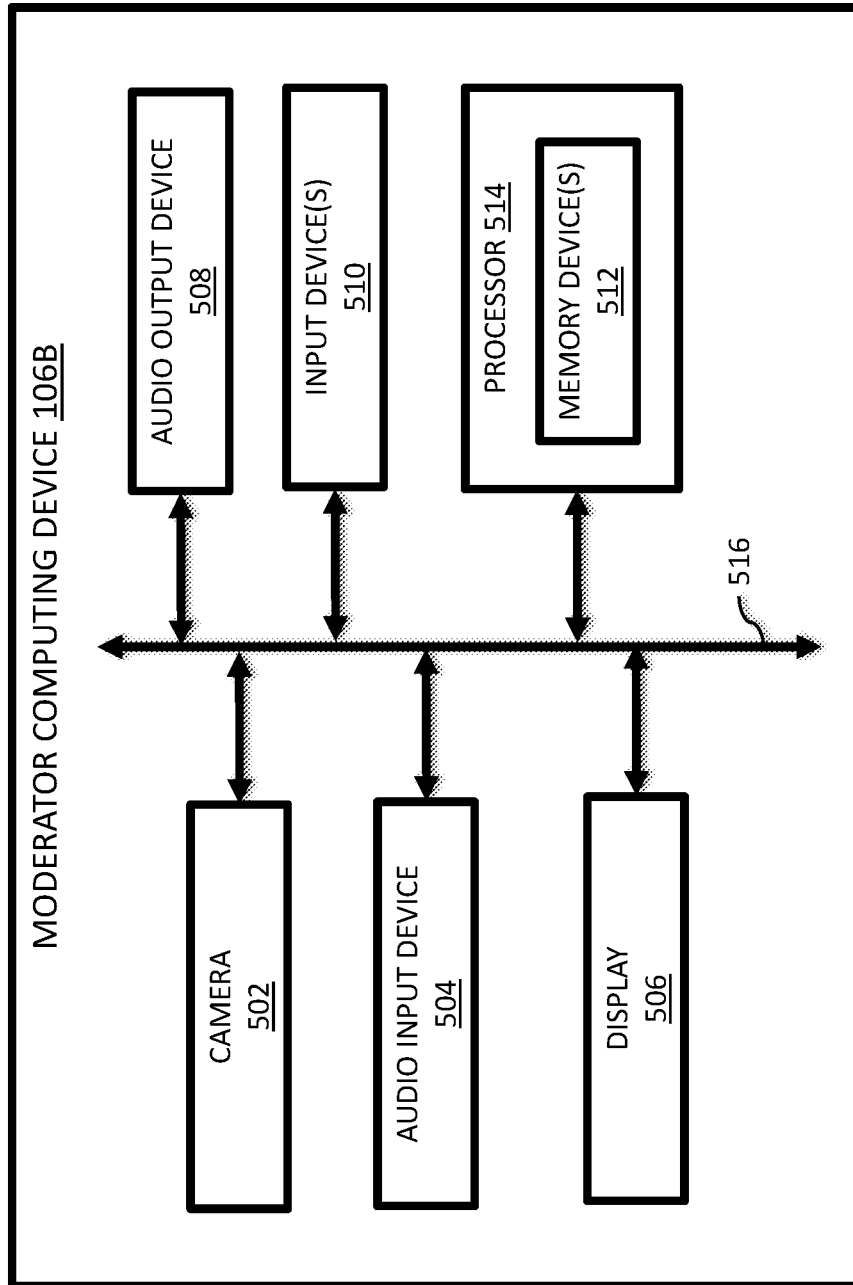 MODERATOR COMPUTING DEVICE 106B
CAMERA
502
AUDIO INPUT DEVICE
504
DISPLAY
506
AUDIO OUTPUT DEVICE
508
INPUT DEVICE(S)
510
PROCESSOR 514
MEMORY DEVICE(S)
512
516